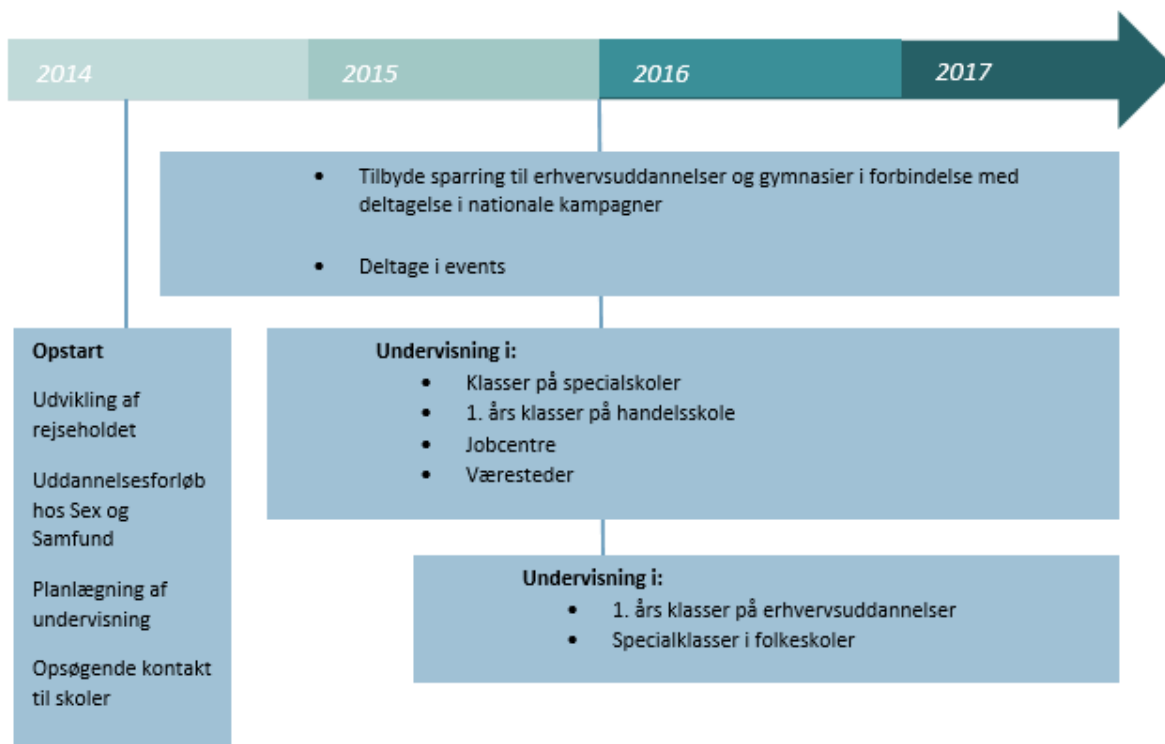 2014
2015
2016
2017
• Tilbyde sparring til erhvervsuddannelser og gymnasier i forbindelse med
deltagelse i nationale kampagner
• Deltage i events
Opstart
Udvikling af
rejseholdet
Uddannelsesforløb
hos Sex og
Samfund
Planlægning af
undervisning
Opsøgende kontakt
til skoler
Undervisning i:
• Klasser på specialskoler
• 1. års klasser på handelsskole
• Jobcentre
• Væresteder
Undervisning i:
• 1. års klasser på erhvervsuddannelser
• Specialklasser i folkeskoler